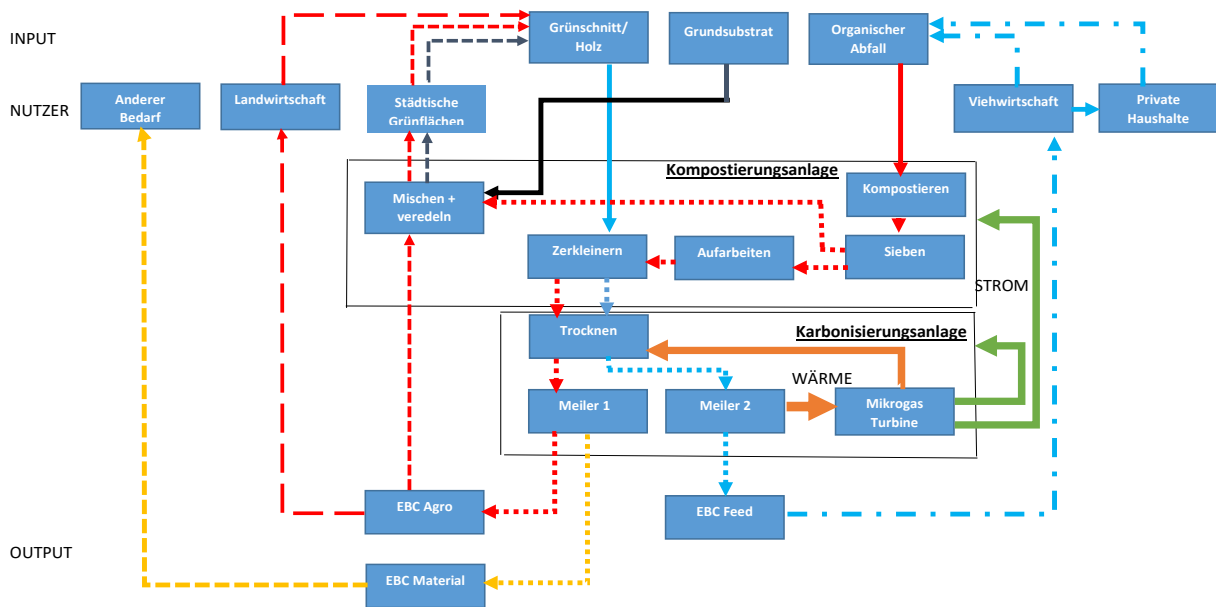 INPUT
Grünschnitt/
Holz
Grundsubstrat
Organischer
Abfall
NUTZER
Anderer
Bedarf
Landwirtschaft
Städtische
Grünflächen
Viehwirtschaft
Private
Haushalte
Kompostierungsanlage
Mischen +
veredeln
Kompostieren
Zerkleinern
Aufarbeiten
Sieben
STROM
Trocknen
Karbonisierungsanlage
WÄRME
Meiler 1
Meiler 2
Mikrogas
Turbine
EBC Agro
EBC Feed
OUTPUT
EBC Material